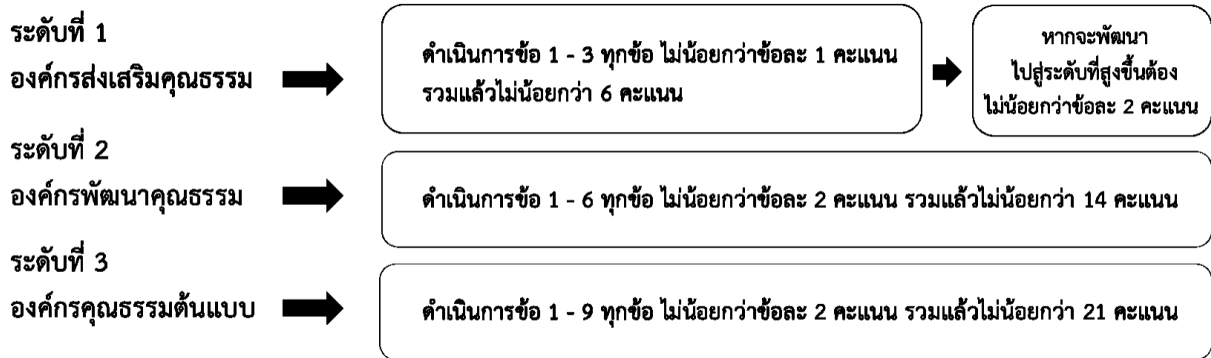 ระดับที่ 1
องค์กรส่งเสริมคุณธรรม
ดำเนินการข้อ 1 - 3 ทุกข้อ ไม่น้อยกว่าข้อละ 1 คะแนน
รวมแล้วไม่น้อยกว่า 6 คะแนน
หากจะพัฒนา
ไปสู่ระดับที่สูงขึ้นต้อง
ไม่น้อยกว่าข้อละ 2 คะแนน
ระดับที่ 2
องค์กรพัฒนาคุณธรรม
ดำเนินการข้อ 1 - 6 ทุกข้อ ไม่น้อยกว่าข้อละ 2 คะแนน รวมแล้วไม่น้อยกว่า 14 คะแนน
ระดับที่ 3
องค์กรคุณธรรมต้นแบบ
ดำเนินการข้อ 1 - 9 ทุกข้อ ไม่น้อยกว่าข้อละ 2 คะแนน รวมแล้วไม่น้อยกว่า 21 คะแนน